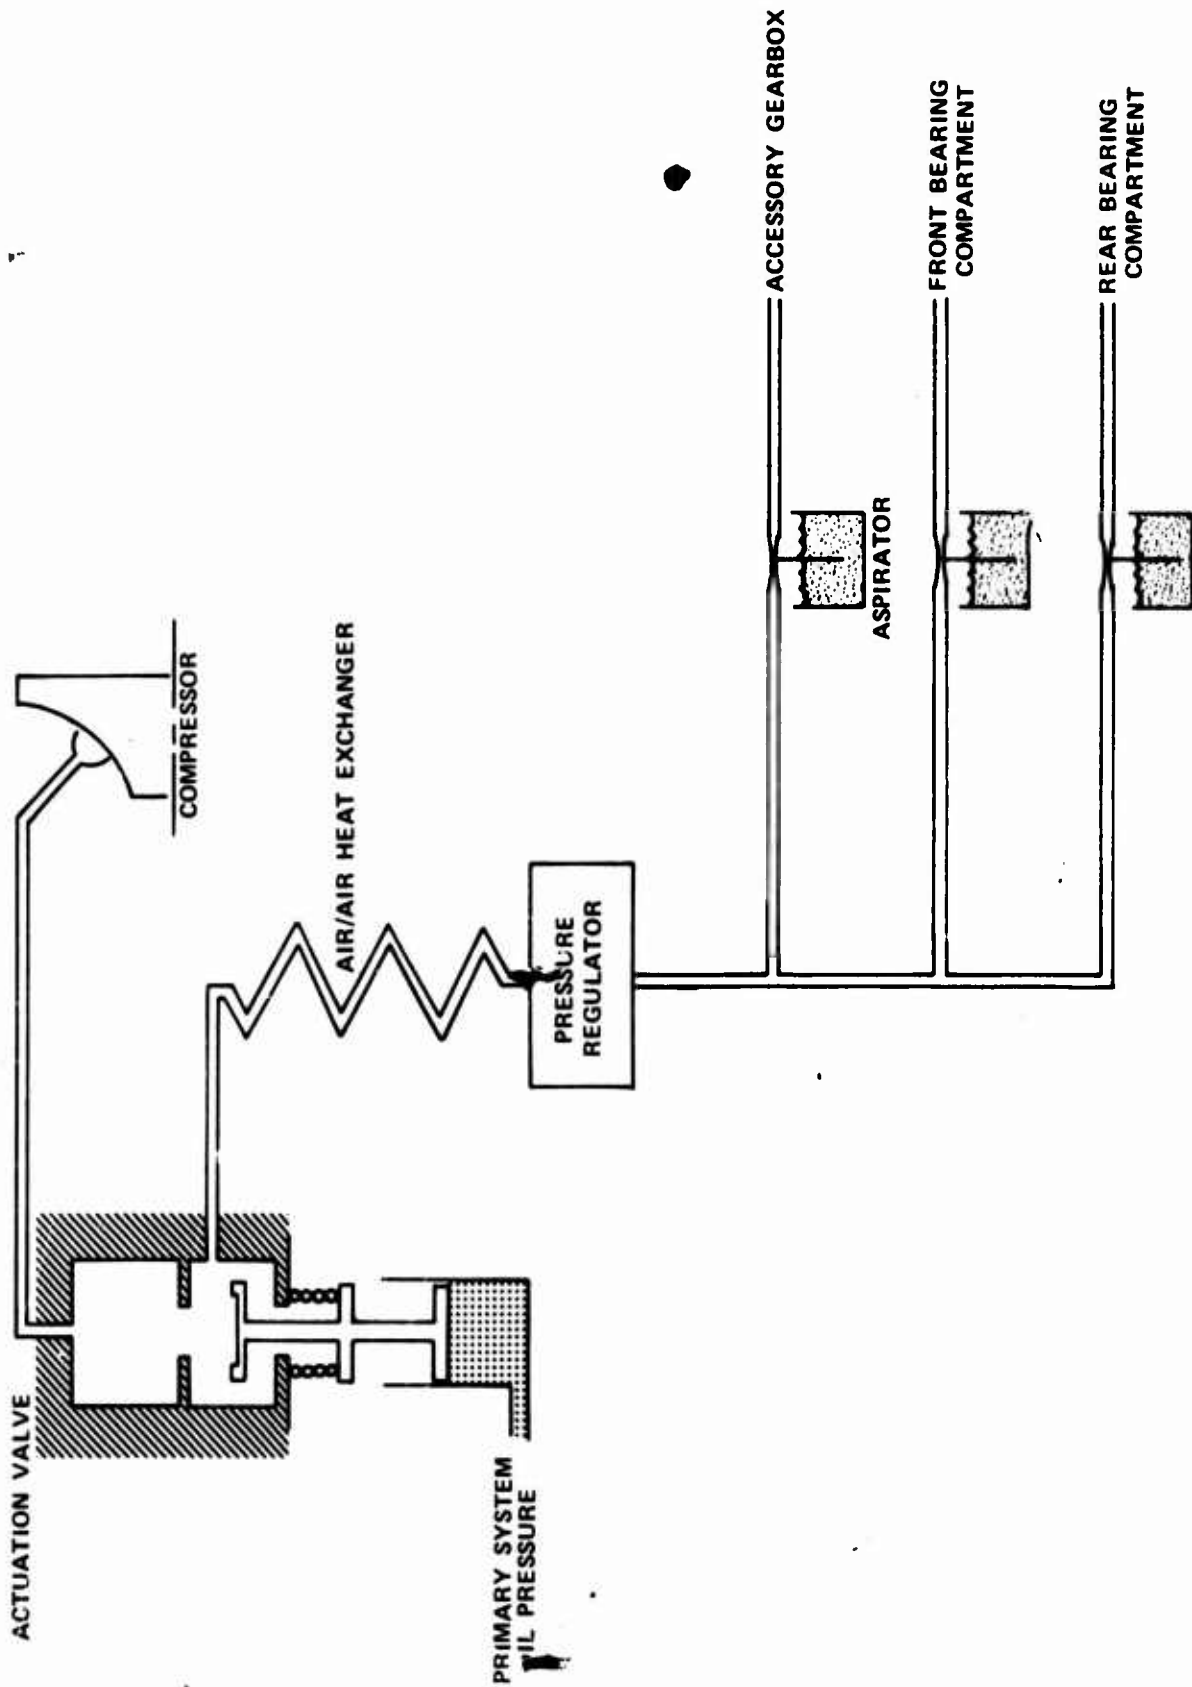 ACTUATION VALVE
COMPRESSOR
AIR/AIR HEAT EXCHANGER
PRIMARY SYSTEM
PRESSURE
PRESSURE
REGULATOR
ASPIRATOR
ACCESSORY GEARBOX
FRONT BEARING
COMPARTMENT
REAR BEARING
COMPARTMENT